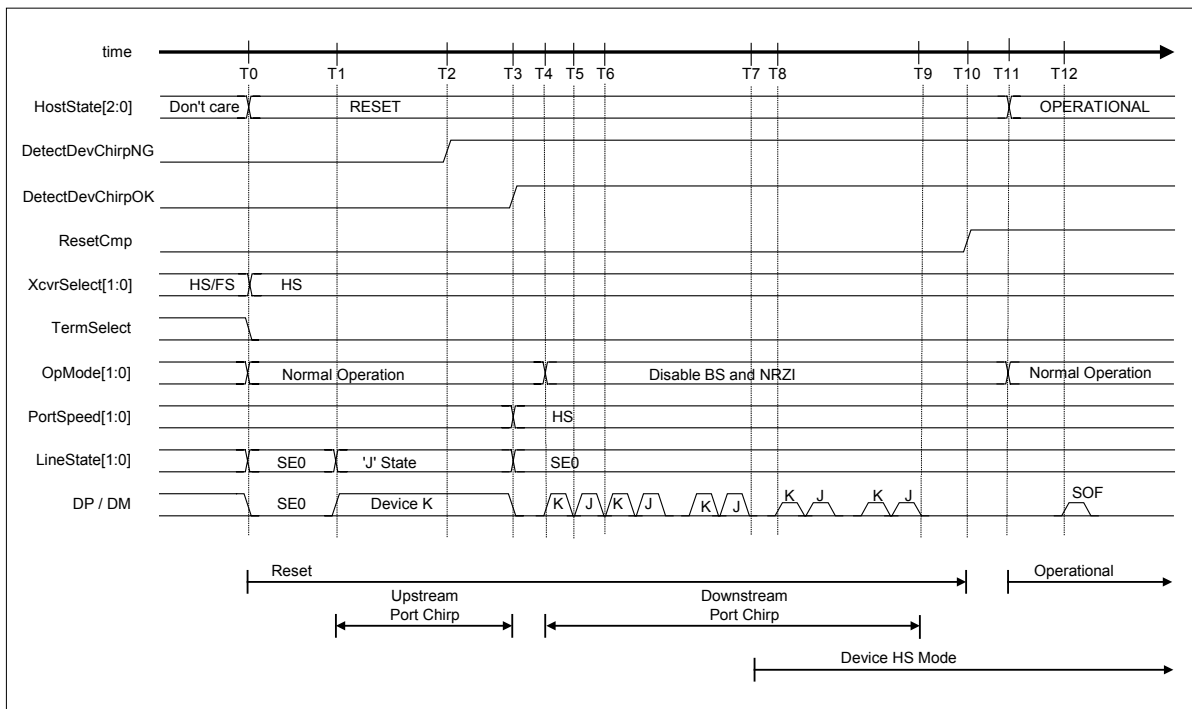 time
T0 T1 T2 T3 T4 T5 T6 T7 T8 T9 T10 T11 T12
HostState[2:0] Don't care RESET OPERATIONAL
DetectDevChirpNG
DetectDevChirpOK
ResetCmp
XcvrSelect[1:0] HS/FS HS
TermSelect
OpMode[1:0] Normal Operation Disable BS and NRZI Normal Operation
PortSpeed[1:0] HS
LineState[1:0] SE0 'J' State SE0
DP / DM SE0 Device K K J K J K J K J K J SOF
Reset Operational
Upstream
Port Chirp
Downstream
Port Chirp
Device HS Mode